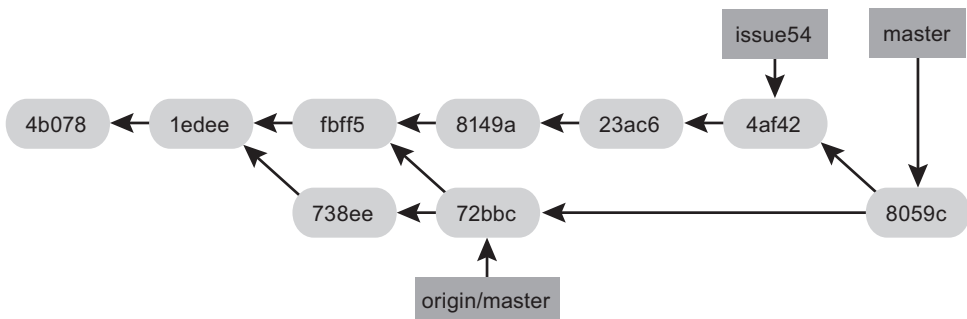 issue54
master
4b078
1edee
fbff5
8149a
23ac6
4af42
738ee
72bbc
8059c
origin/master